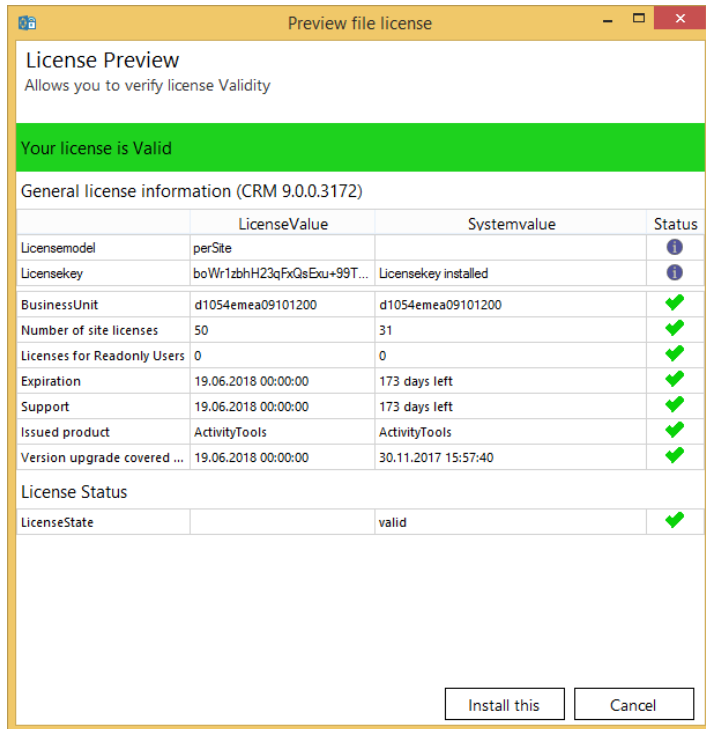 Preview file license
License Preview
Allows you to verify license Validity
Your license is Valid
General license information (CRM 9.0.0.3172)
LicenseValue Systemvalue Status
Licensemodel perSite
Licensekey boWr1zbhH23qFxQsExu+99T... Licensekey installed
BusinessUnit d1054emea09101200 d1054emea09101200
Number of site licenses 50 31
Licenses for Readonly Users 0 0
Expiration 19.06.2018 00:00:00 173 days left
Support 19.06.2018 00:00:00 173 days left
Issued product ActivityTools ActivityTools
Version upgrade covered ... 19.06.2018 00:00:00 30.11.2017 15:57:40
License Status
LicenseState valid
Install this Cancel